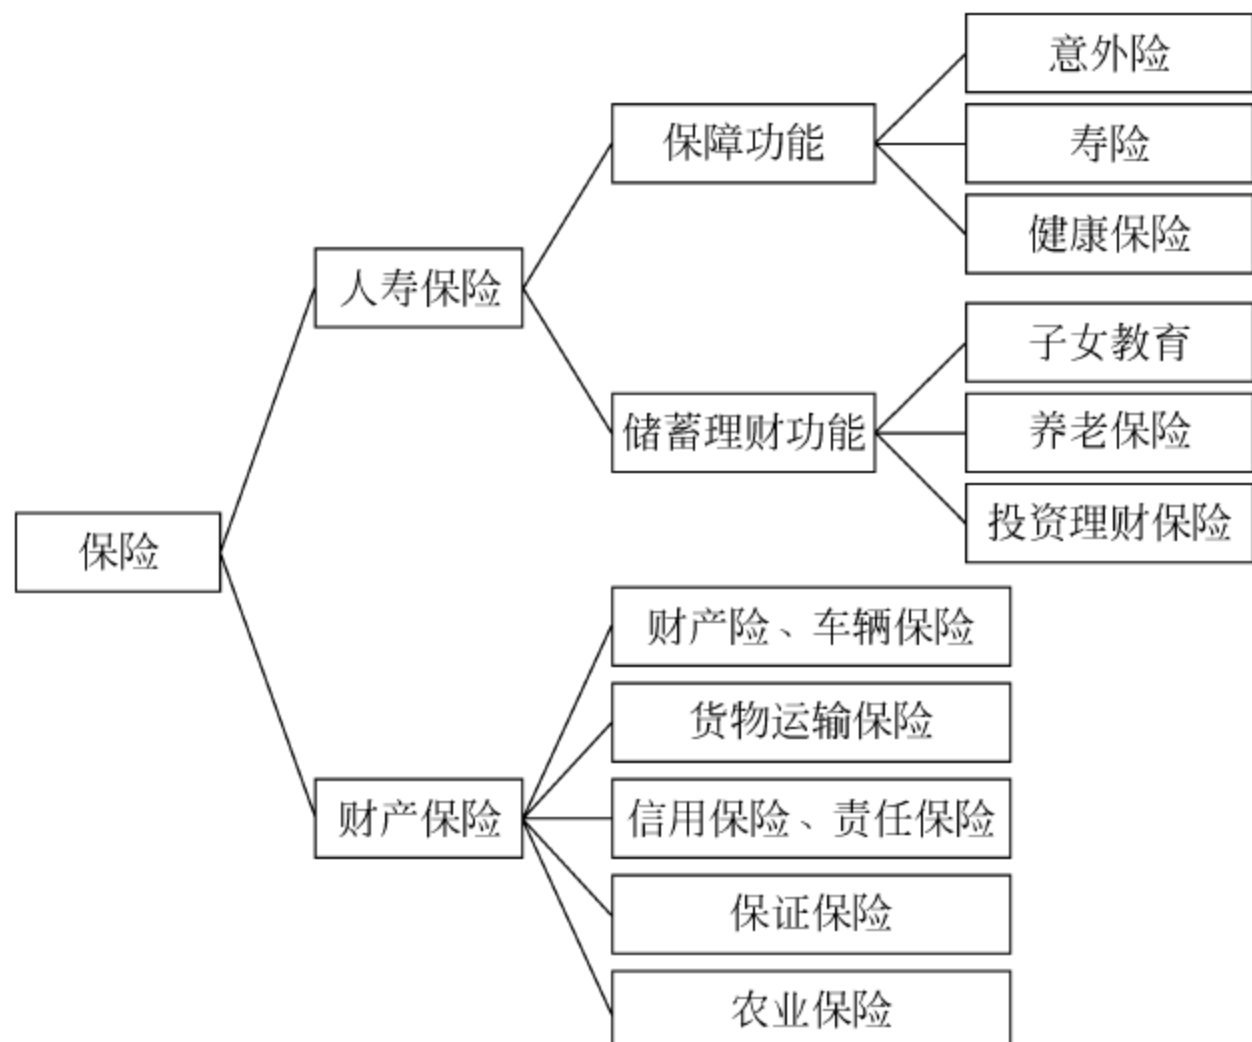 保险
人寿保险
保障功能
意外险
寿险
健康保险
储蓄理财功能
子女教育
养老保险
投资理财保险
财产保险
财产险、车辆保险
货物运输保险
信用保险、责任保险
保证保险
农业保险